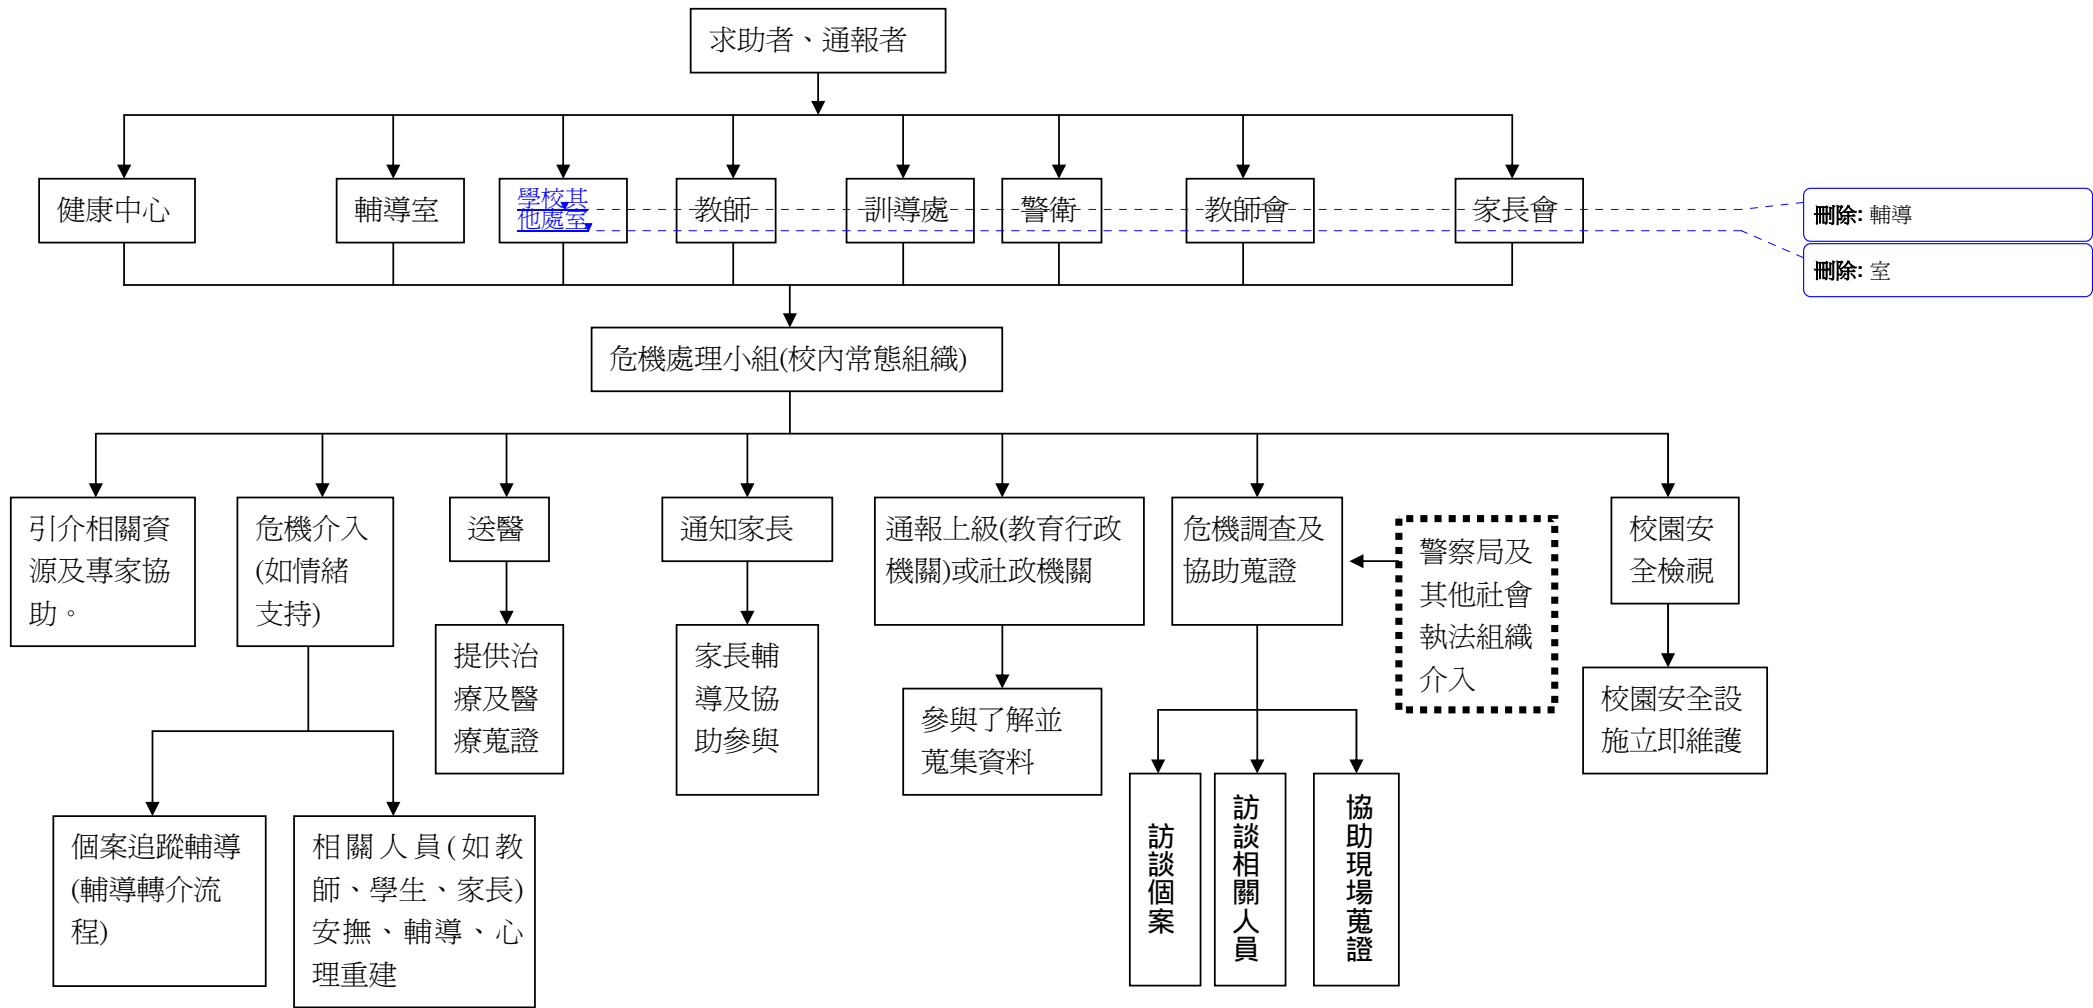 求助者、通報者
健康中心
輔導室
學校其
他處室
教師
訓導處
警衛
教師會
家長會
刪除: 輔導
刪除: 室
危機處理小組(校內常態組織)
引介相關資
源及專家協
助。
危機介入
(如情緒
支持)
送醫
通知家長
通報上級(教育行政
機關)或社政機關
危機調查及
協助蒐證
警察局及
其他社會
執法組織
介入
校園安
全檢視
提供治
療及醫
療蒐證
家長輔
導及協
助參與
參與了解並
蒐集資料
校園安全設
施立即維護
個案追蹤輔導
(輔導轉介流
程)
相關人員(如教
師、學生、家長)
安撫、輔導、心
理重建
訪談個案
訪談相關人員
協助現場蒐證